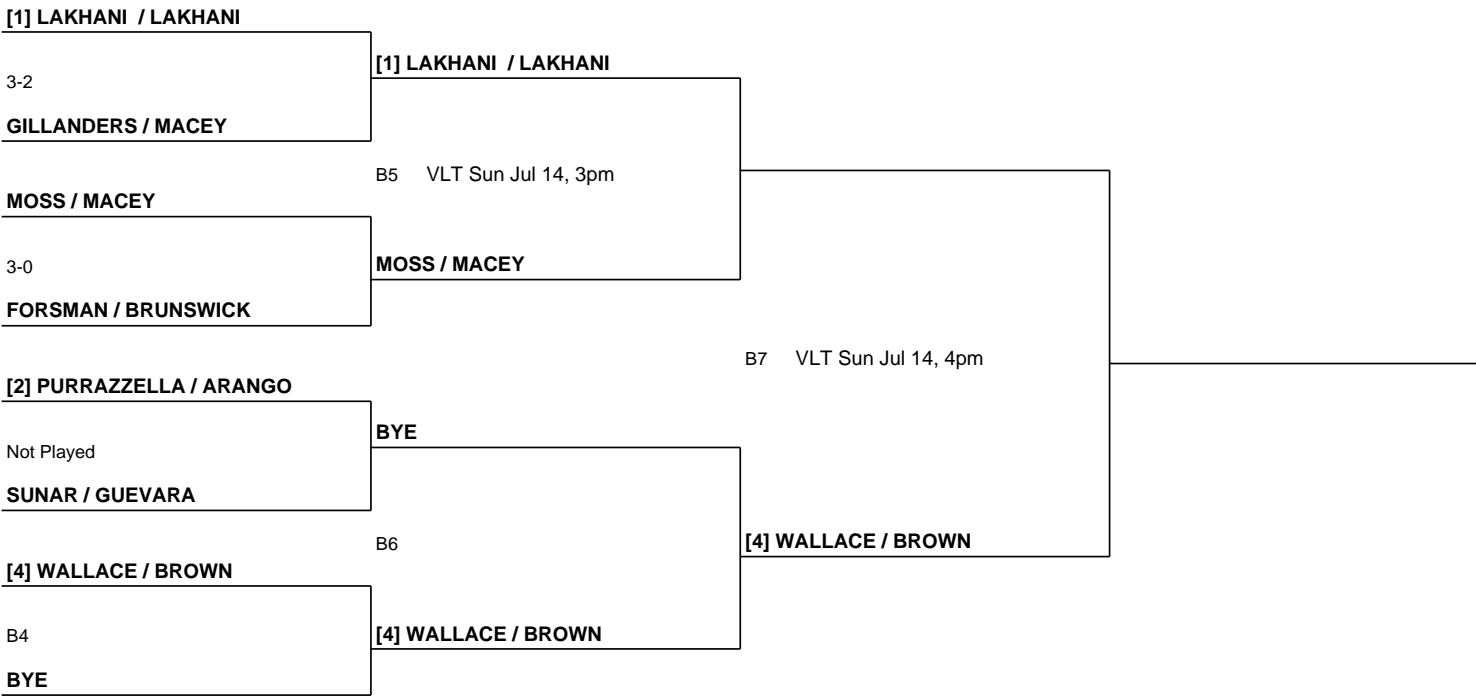 [1] LAKHANI / LAKHANI
3-2
GILLANDERS / MACEY
MOSS / MACEY
3-0
FORSMAN / BRUNSWICK
[2] PURRAZZELLA / ARANGO
Not Played
SUNAR / GUEVARA
[4] WALLACE / BROWN
B4
BYE
[1] LAKHANI / LAKHANI
B5 VLT Sun Jul 14, 3pm
MOSS / MACEY
BYE
B6
[4] WALLACE / BROWN
B7 VLT Sun Jul 14, 4pm
[4] WALLACE / BROWN